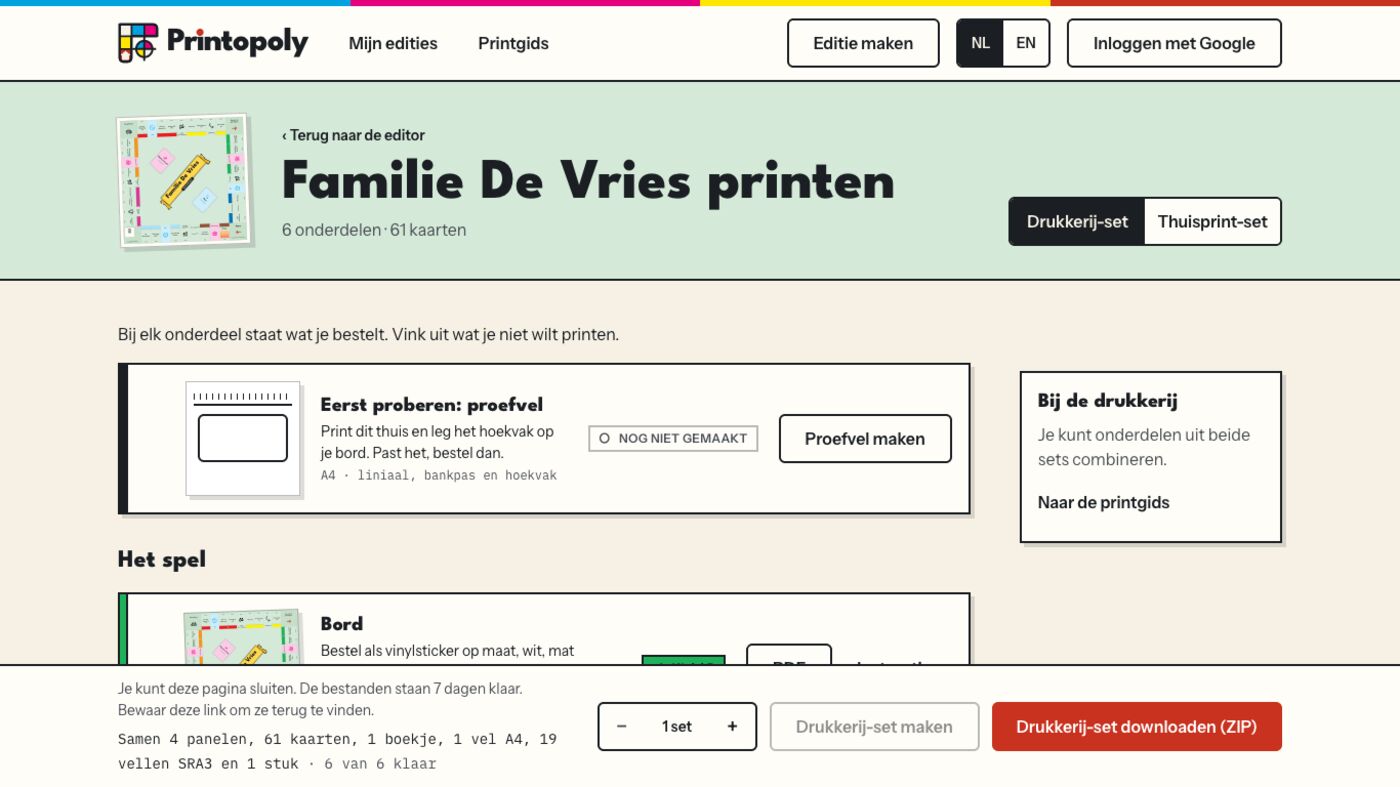 Printopoly
Mijn edities
Printgids
Editie maken
NL
EN
Inloggen met Google
‹ Terug naar de editor
Familie De Vries printen
6 onderdelen · 61 kaarten
Drukkerij-set
Thuisprint-set
Familie De Vries
Bij elk onderdeel staat wat je bestelt. Vink uit wat je niet wilt printen.
Eerst proberen: proefvel
Print dit thuis en leg het hoekvak op
je bord. Past het, bestel dan.
A4 · liniaal, bankpas en hoekvak
NOG NIET GEMAAKT
Proefvel maken
Bij de drukkerij
Je kunt onderdelen uit beide
sets combineren.
Naar de printgids
Het spel
Bord
Bestel als vinylsticker op maat, wit, mat
Je kunt deze pagina sluiten. De bestanden staan 7 dagen klaar.
Bewaar deze link om ze terug te vinden.
Samen 4 panelen, 61 kaarten, 1 boekje, 1 vel A4, 19
vellen SRA3 en 1 stuk · 6 van 6 klaar
− 1 set +
Drukkerij-set maken
Drukkerij-set downloaden (ZIP)